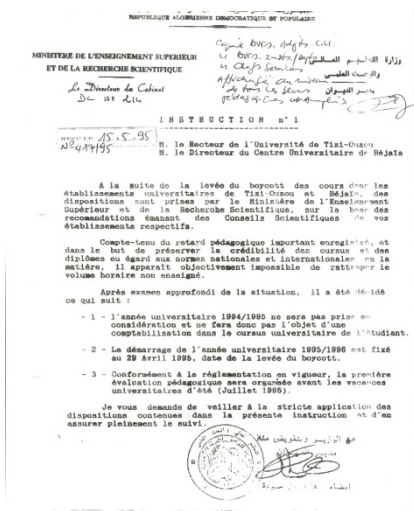 REPUBLIQUE ALGERIENNE DEMOCRATIQUE ET POPULAIRE
MINISTERE DE L'ENSEIGNEMENT SUPERIEUR
ET DE LA RECHERCHE SCIENTIFIQUE
Le Directeur du Cabinet
وزارة التعليم العالي
والبحث العلمي
مدير الديوان
I N S T R U C T I O N n° 1
15.5.95
N° 417/95
M. le Recteur de l'Université de Tizi-Ouzou
M. le Directeur du Centre Universitaire de Béjaïa
A la suite de la levée du boycott des cours dans les
établissements universitaires de Tizi-Ouzou et Béjaïa, des
dispositions sont prises par le Ministère de l'Enseignement
Supérieur et de la Recherche Scientifique, sur la base des
recomandations émanant des Conseils Scientifiques de vos
établissements respectifs.
Compte-tenu du retard pédagogique important enregistré, et
dans le but de préserver la crédibilité des cursus et des
diplômes eu égard aux normes nationales et internationales en la
matière, il apparaît objectivement impossible de rattraper le
volume horaire non enseigné.
Après examen approfondi de la situation, il a été décidé
ce qui suit :
- 1 - l'année universitaire 1994/1995 ne sera pas prise en
considération et ne fera donc pas l'objet d'une
comptabilisation dans le cursus universitaire de l'étudiant.
- 2 - Le démarrage de l'année universitaire 1995/1996 est fixé
au 29 Avril 1995, date de la levée du boycott.
- 3 - Conformément à la réglementation en vigueur, la première
évaluation pédagogique sera organisée avant les vacances
universitaires d'été (Juillet 1995).
Je vous demande de veiller à la stricte application des
dispositions contenues dans la présente instruction et d'en
assurer pleinement le suivi.